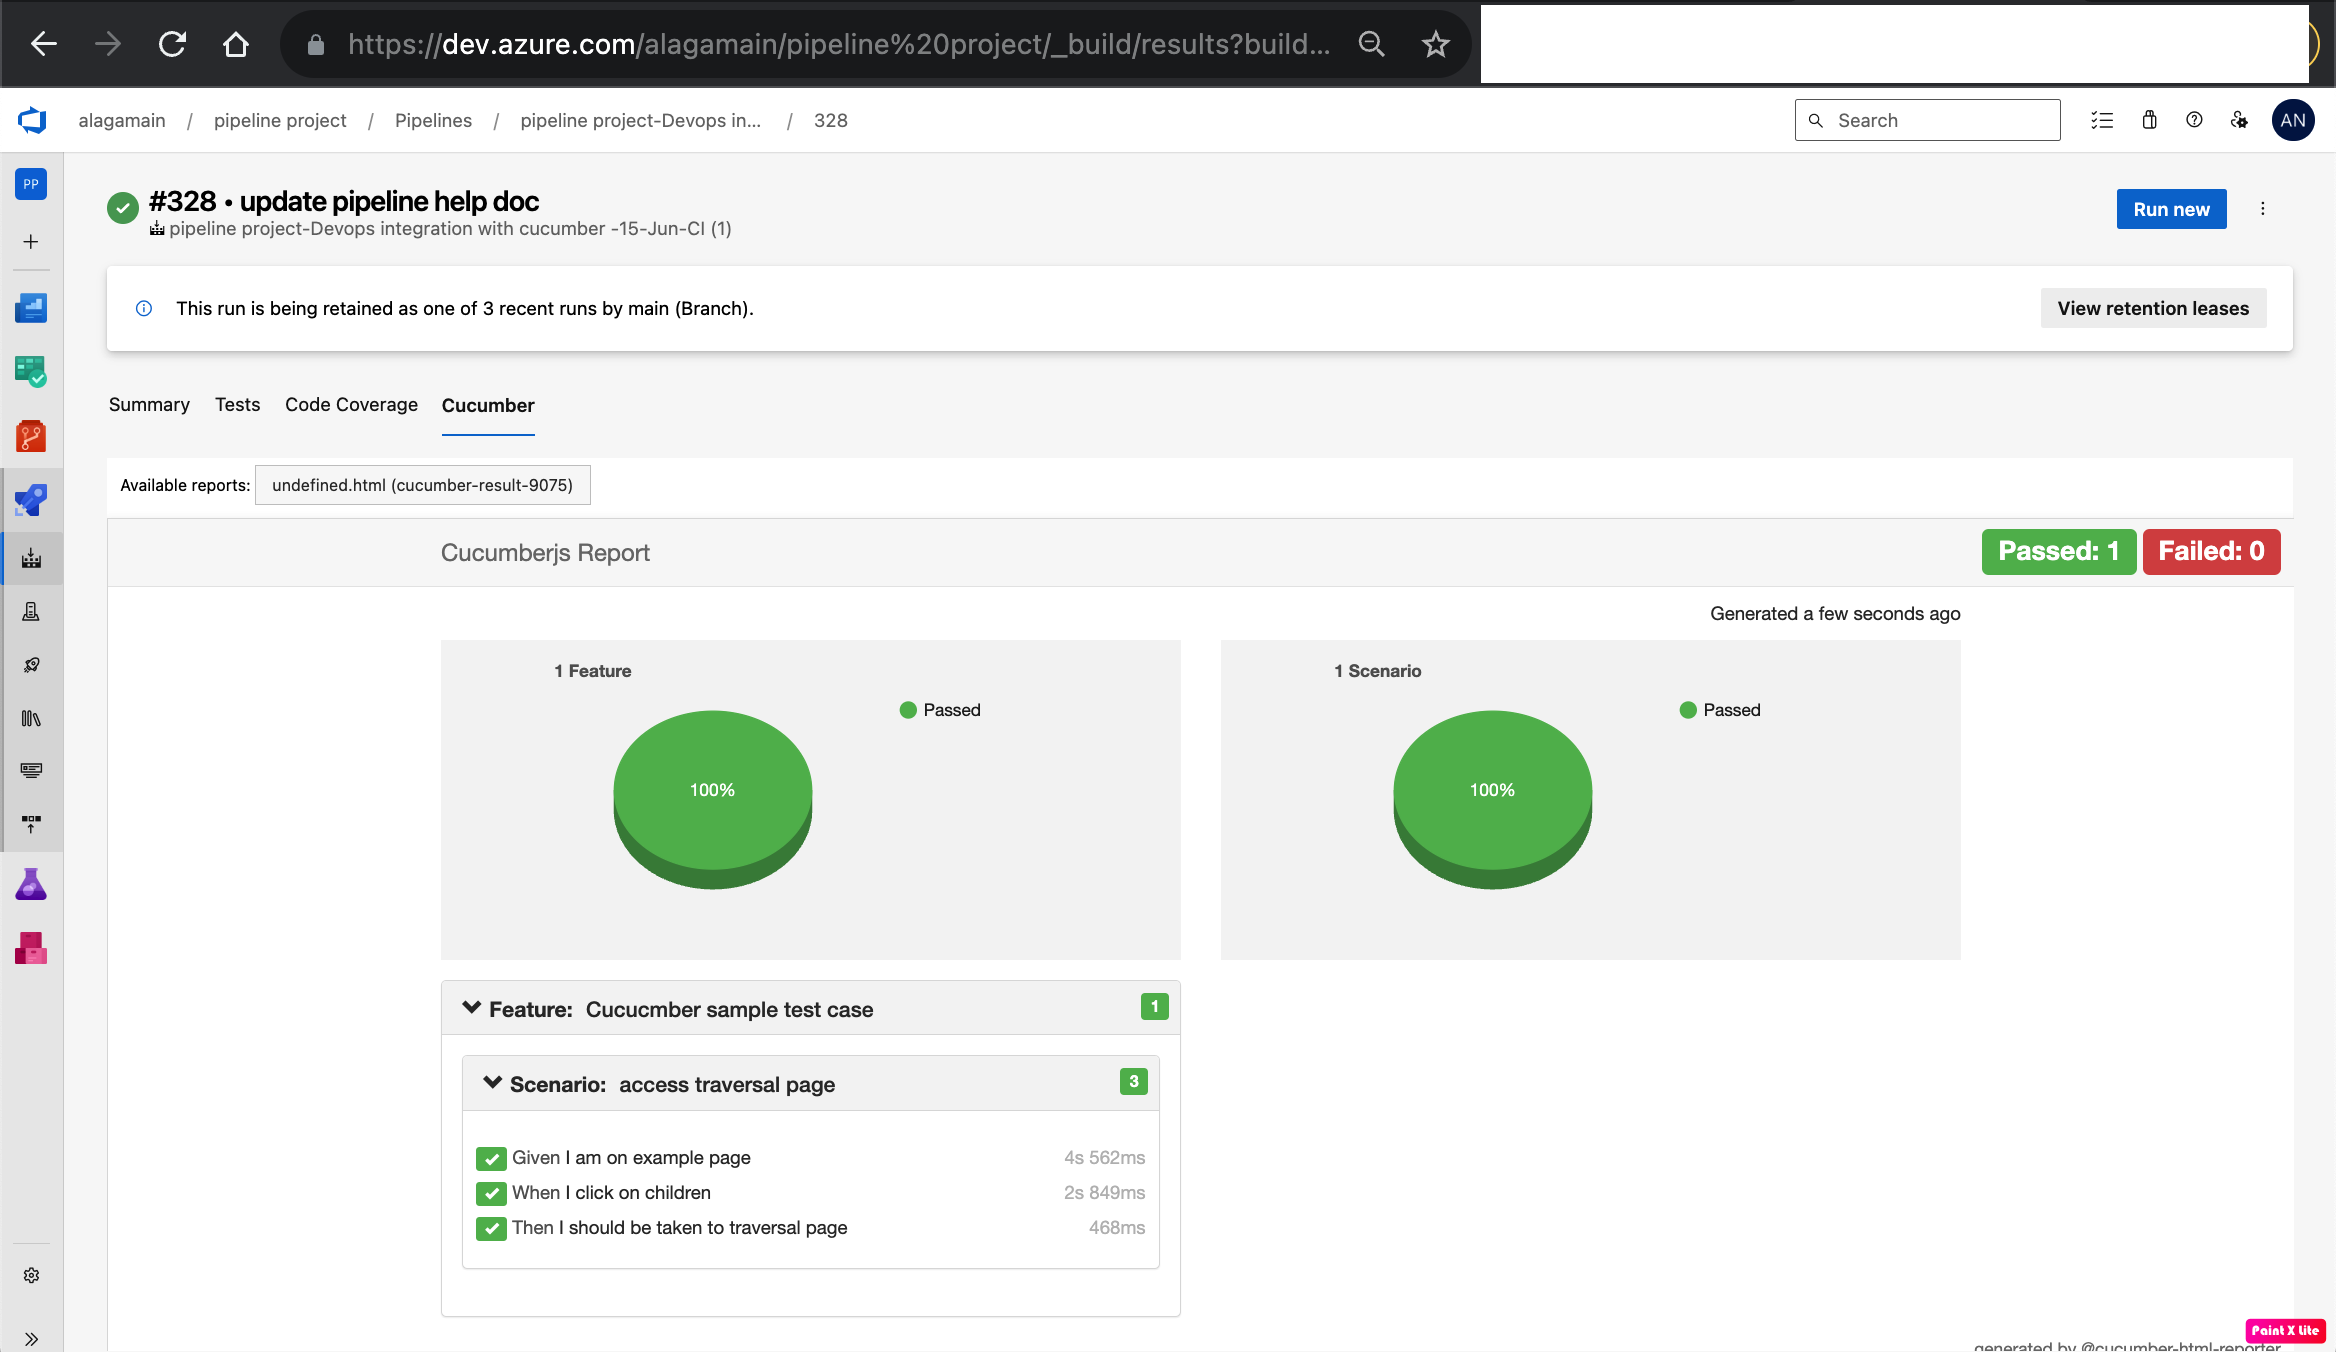 https://dev.azure.com/alagamain/pipeline%20project/_build/results?build...
alagamain / pipeline project / Pipelines / pipeline project-Devops in... / 328
Search
AN
PP
#328 • update pipeline help doc
pipeline project-Devops integration with cucumber -15-Jun-CI (1)
Run new
This run is being retained as one of 3 recent runs by main (Branch).
View retention leases
Summary Tests Code Coverage Cucumber
Available reports: undefined.html (cucumber-result-9075)
Cucumberjs Report
Passed: 1 Failed: 0
Generated a few seconds ago
1 Feature
Passed
100%
1 Scenario
Passed
100%
Feature: Cucucmber sample test case 1
Scenario: access traversal page 3
Given I am on example page 4s 562ms
When I click on children 2s 849ms
Then I should be taken to traversal page 468ms
Paint X Lite
generated by @cucumber-html-reporter